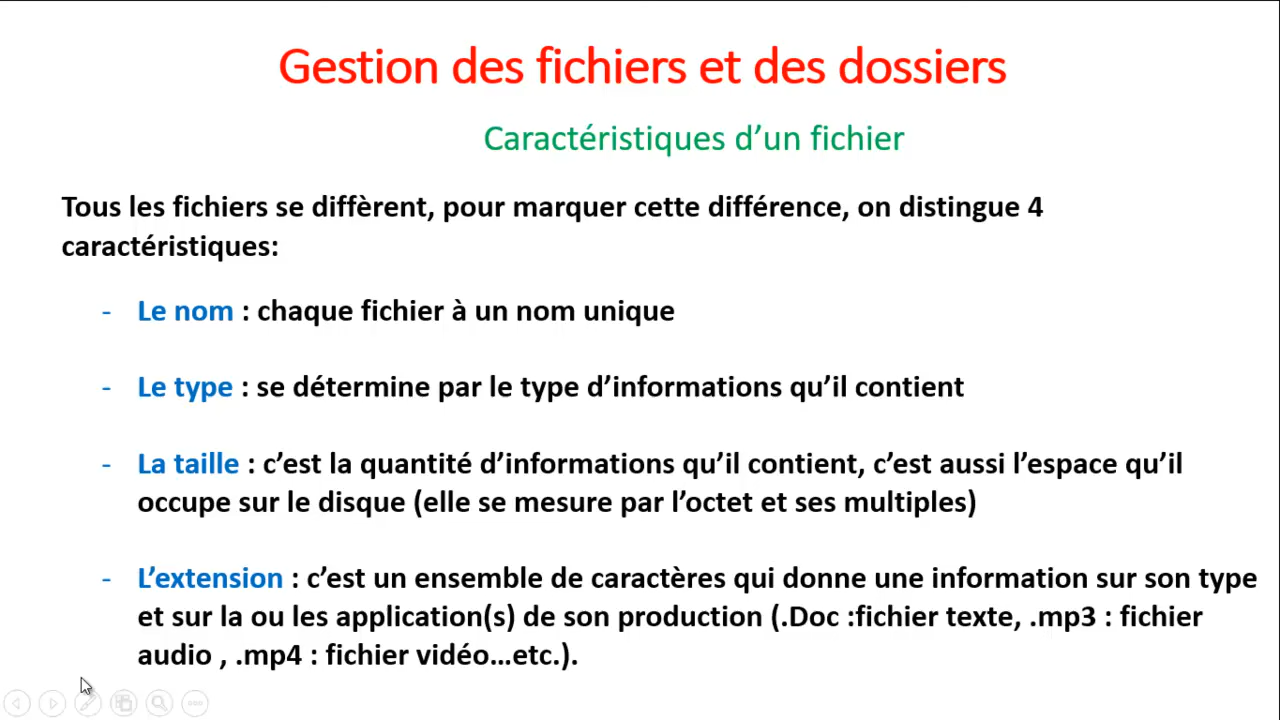 Gestion des fichiers et des dossiers
Caractéristiques d’un fichier
Tous les fichiers se diffèrent, pour marquer cette différence, on distingue 4
caractéristiques:
- Le nom : chaque fichier à un nom unique
- Le type : se détermine par le type d’informations qu’il contient
- La taille : c’est la quantité d’informations qu’il contient, c’est aussi l’espace qu’il
occupe sur le disque (elle se mesure par l’octet et ses multiples)
- L’extension : c’est un ensemble de caractères qui donne une information sur son type
et sur la ou les application(s) de son production (.Doc :fichier texte, .mp3 : fichier
audio , .mp4 : fichier vidéo…etc.).